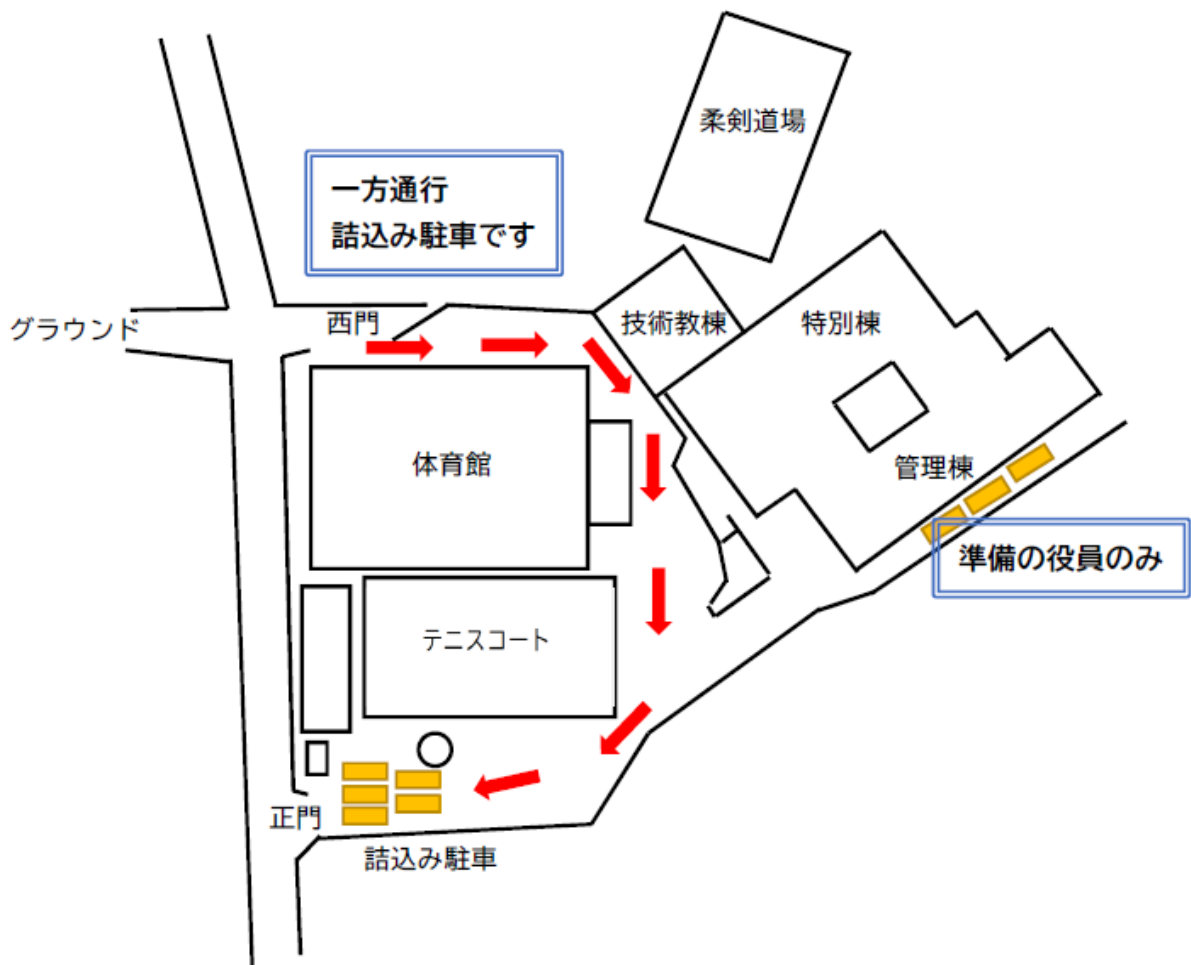 柔剣道場
一方通行
詰込み駐車です
グラウンド
西門
技術教棟
特別棟
体育館
管理棟
準備の役員のみ
テニスコート
正門
詰込み駐車